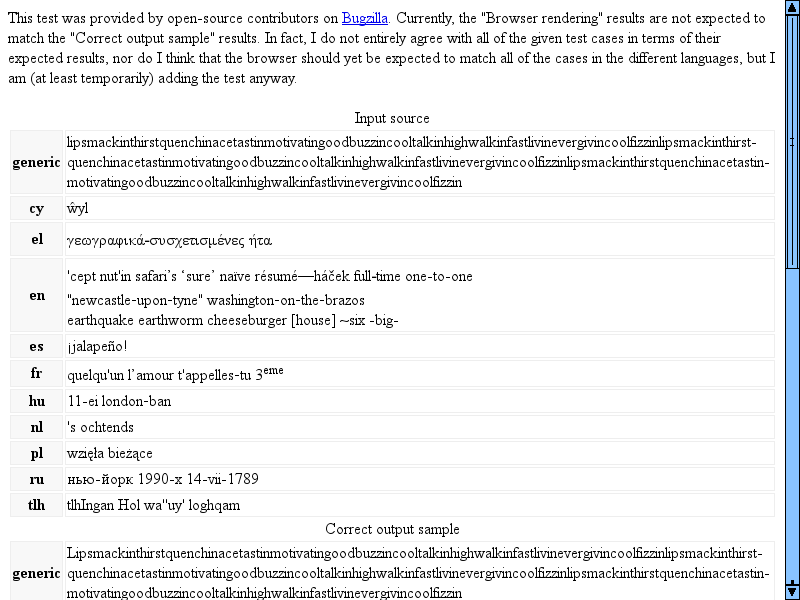 This test was provided by open-source contributors on Bugzilla. Currently, the "Browser rendering" results are not expected to
match the "Correct output sample" results. In fact, I do not entirely agree with all of the given test cases in terms of their
expected results, nor do I think that the browser should yet be expected to match all of the cases in the different languages, but I
am (at least temporarily) adding the test anyway.
Input source
generic
lipsmackinthirstquenchinacetastinmotivatingoodbuzzincooltalkinhighwalkinfastlivinevergivincoolfizzinlipsmackinthirst-
quenchinacetastinmotivatingoodbuzzincooltalkinhighwalkinfastlivinevergivincoolfizzinlipsmackinthirstquenchinacetastin-
motivatingoodbuzzincooltalkinhighwalkinfastlivinevergivincoolfizzin
cy ŵyl
el γεωγραφικά-συσχετισμένες ήτα
en
'cept nut'in safari’s ‘sure’ naïve résumé—háček full-time one-to-one
"newcastle-upon-tyne" washington-on-the-brazos
earthquake earthworm cheeseburger [house] ~six -big-
es ¡jalapeño!
fr quelqu'un l’amour t'appelles-tu 3eme
hu 11-ei london-ban
nl 's ochtends
pl wzięła bieżące
ru нью-йорк 1990-х 14-vii-1789
tlh tlhIngan Hol wa''uy' loghqam
Correct output sample
generic
Lipsmackinthirstquenchinacetastinmotivatingoodbuzzincooltalkinhighwalkinfastlivinevergivincoolfizzinlipsmackinthirst-
quenchinacetastinmotivatingoodbuzzincooltalkinhighwalkinfastlivinevergivincoolfizzinlipsmackinthirstquenchinacetastin-
motivatingoodbuzzincooltalkinhighwalkinfastlivinevergivincoolfizzin